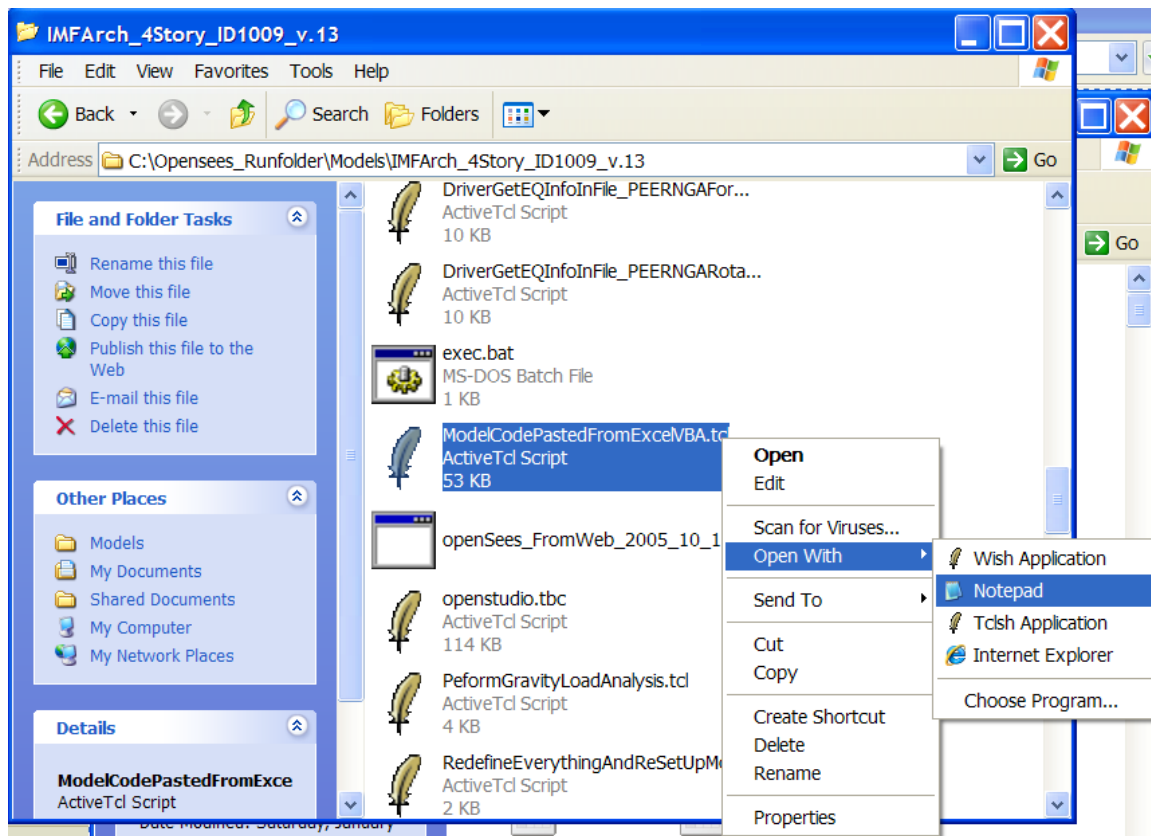 IMFArch_4Story_ID1009_v.13
File Edit View Favorites Tools Help
Back Search Folders
Address C:\Opensees_Runfolder\Models\IMFArch_4Story_ID1009_v.13 Go
Go
File and Folder Tasks
Rename this file
Move this file
Copy this file
Publish this file to the
Web
E-mail this file
Delete this file
Other Places
Models
My Documents
Shared Documents
My Computer
My Network Places
Details
ModelCodePastedFromExce
ActiveTcl Script
Date Modified: Saturday, January
DriverGetEQInfoInFile_PEERNGAFor...
ActiveTcl Script
10 KB
DriverGetEQInfoInFile_PEERNGARota...
ActiveTcl Script
10 KB
exec.bat
MS-DOS Batch File
1 KB
ModelCodePastedFromExcelVBA.tcl
ActiveTcl Script
53 KB
openSees_FromWeb_2005_10_1
openstudio.tbc
ActiveTcl Script
114 KB
PeformGravityLoadAnalysis.tcl
ActiveTcl Script
4 KB
RedefineEverythingAndReSetUpMo
ActiveTcl Script
2 KB
Open
Edit
Scan for Viruses...
Open With
Send To
Cut
Copy
Create Shortcut
Delete
Rename
Properties
Wish Application
Notepad
Tclsh Application
Internet Explorer
Choose Program...